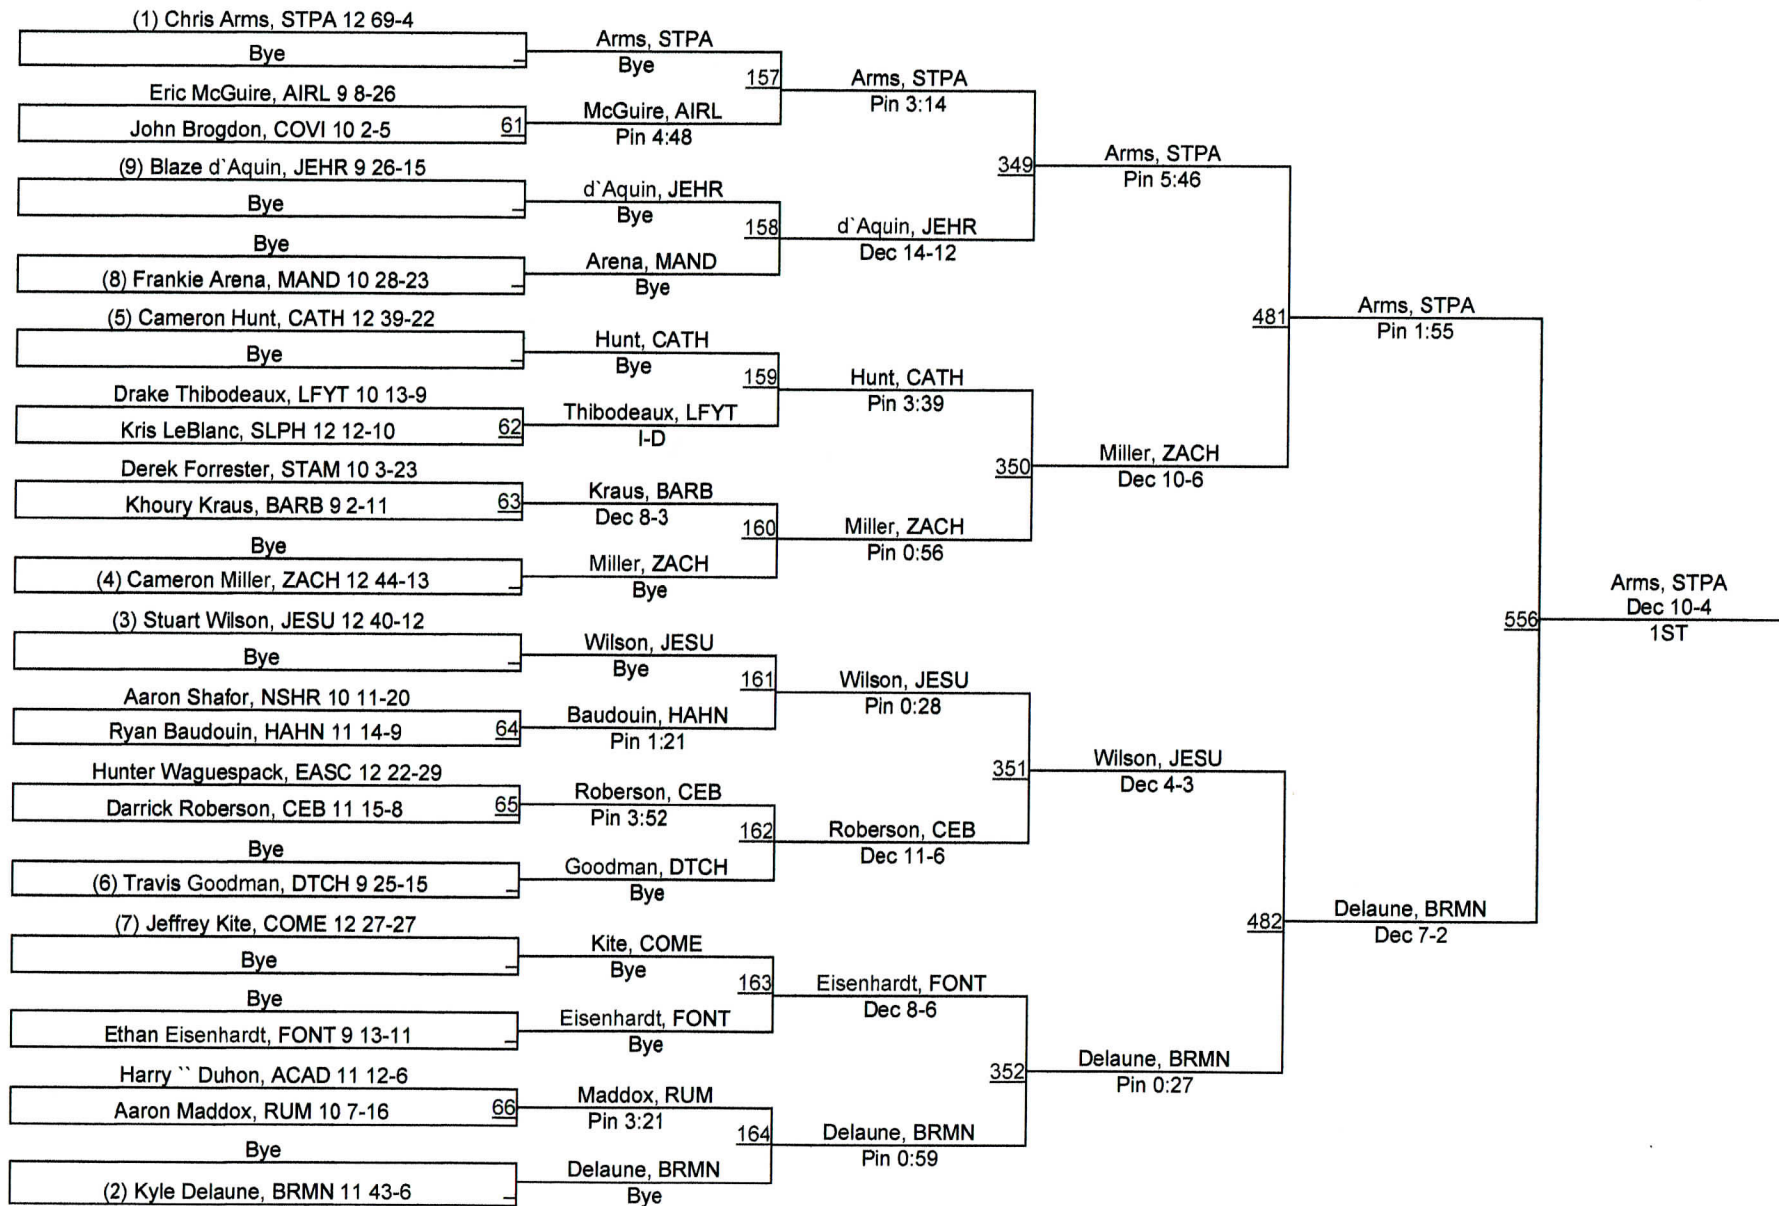 (1) Chris Arms, STPA 12 69-4
Bye
Eric McGuire, AIRL 9 8-26
John Brogdon, COVI 10 2-5
61
(9) Blaze d`Aquin, JEHR 9 26-15
Bye
Bye
(8) Frankie Arena, MAND 10 28-23
(5) Cameron Hunt, CATH 12 39-22
Bye
Drake Thibodeaux, LFYT 10 13-9
Kris LeBlanc, SLPH 12 12-10
62
Derek Forrester, STAM 10 3-23
Khoury Kraus, BARB 9 2-11
63
Bye
(4) Cameron Miller, ZACH 12 44-13
(3) Stuart Wilson, JESU 12 40-12
Bye
Aaron Shafor, NSHR 10 11-20
Ryan Baudouin, HAHN 11 14-9
64
Hunter Waguespack, EASC 12 22-29
Darrick Roberson, CEB 11 15-8
65
Bye
(6) Travis Goodman, DTCH 9 25-15
(7) Jeffrey Kite, COME 12 27-27
Bye
Bye
Ethan Eisenhardt, FONT 9 13-11
Harry `` Duhon, ACAD 11 12-6
Aaron Maddox, RUM 10 7-16
66
Bye
(2) Kyle Delaune, BRMN 11 43-6
Arms, STPA
Bye
157
McGuire, AIRL
Pin 4:48
d`Aquin, JEHR
Bye
158
Arena, MAND
Bye
Hunt, CATH
Bye
159
Thibodeaux, LFYT
I-D
Kraus, BARB
Dec 8-3
160
Miller, ZACH
Bye
Wilson, JESU
Bye
161
Baudouin, HAHN
Pin 1:21
Roberson, CEB
Pin 3:52
162
Goodman, DTCH
Bye
Kite, COME
Bye
163
Eisenhardt, FONT
Bye
Maddox, RUM
Pin 3:21
164
Delaune, BRMN
Bye
Arms, STPA
Pin 3:14
349
d`Aquin, JEHR
Dec 14-12
Hunt, CATH
Pin 3:39
350
Miller, ZACH
Pin 0:56
Wilson, JESU
Pin 0:28
351
Roberson, CEB
Dec 11-6
Eisenhardt, FONT
Dec 8-6
352
Delaune, BRMN
Pin 0:59
Arms, STPA
Pin 5:46
481
Miller, ZACH
Dec 10-6
Wilson, JESU
Dec 4-3
482
Delaune, BRMN
Pin 0:27
Arms, STPA
Pin 1:55
556
Delaune, BRMN
Dec 7-2
Arms, STPA
Dec 10-4
1ST